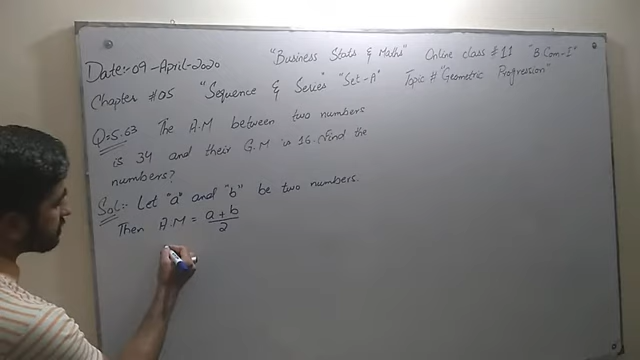 "Business Stats & Maths" Online class # 11 "B.Com-I"
Date:- 09-April-2020
Chapter #05 "Sequence & Series" "Set-A" Topic # "Geometric Progression"
Q=5.63 The A.M between two numbers
is 34 and their G.M is 16. Find the
numbers?
Sol:- Let "a" and "b" be two numbers.
Then A.M = a+b/2